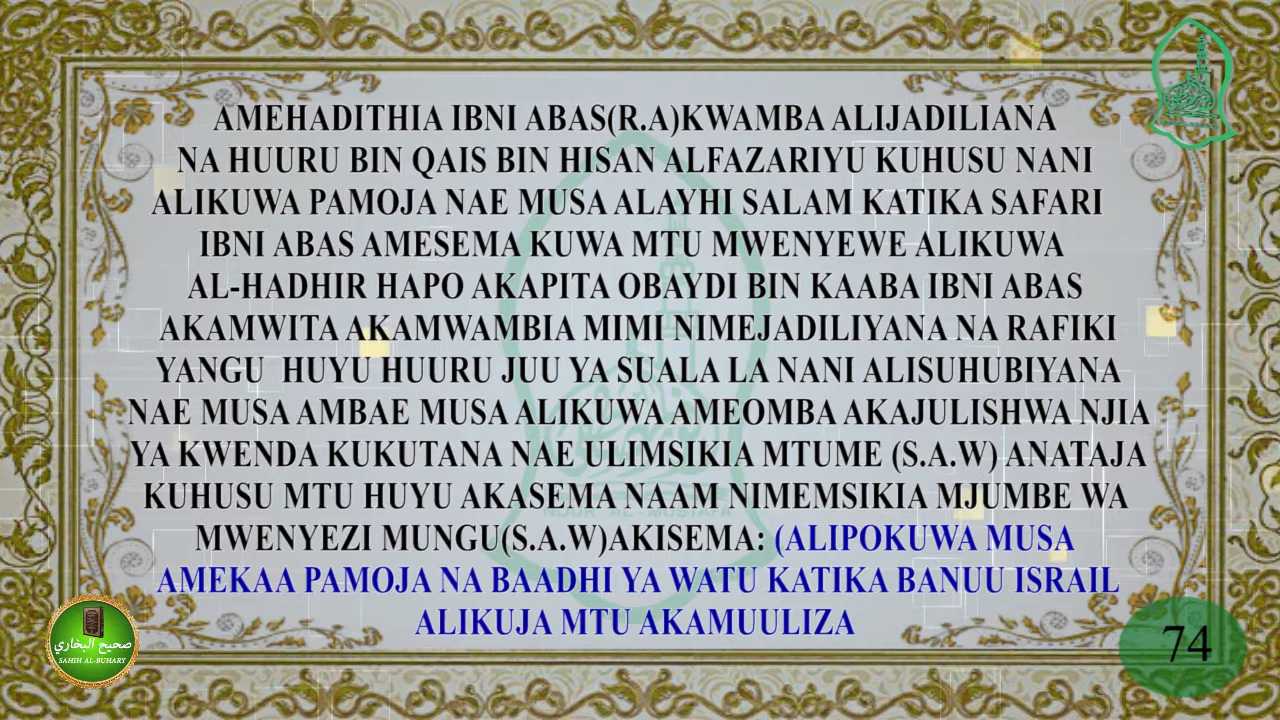 AMEHADITHIA IBNI ABAS(R.A)KWAMBA ALIJADILIANA
NA HUURU BIN QAIS BIN HISAN ALFAZARIYU KUHUSU NANI
ALIKUWA PAMOJA NAE MUSA ALAYHI SALAM KATIKA SAFARI
IBNI ABAS AMESEMA KUWA MTU MWENYEWE ALIKUWA
AL-HADHIR HAPO AKAPITA OBAYDI BIN KAABA IBNI ABAS
AKAMWITA AKAMWAMBIA MIMI NIMEJADILIYANA NA RAFIKI
YANGU HUYU HUURU JUU YA SUALA LA NANI ALISUHUBIYANA
NAE MUSA AMBAE MUSA ALIKUWA AMEOMBA AKAJULISHWA NJIA
YA KWENDA KUKUTANA NAE ULIMSIKIA MTUME (S.A.W) ANATAJA
KUHUSU MTU HUYU AKASEMA NAAM NIMEMSIKIA MJUMBE WA
MWENYEZI MUNGU(S.A.W)AKISEMA: (ALIPOKUWA MUSA
AMEKAA PAMOJA NA BAADHI YA WATU KATIKA BANUU ISRAIL
ALIKUJA MTU AKAMUULIZA
صحيح البخاري
SAHIH AL-BUHARY
74
NOOR AL-MUSTAFA